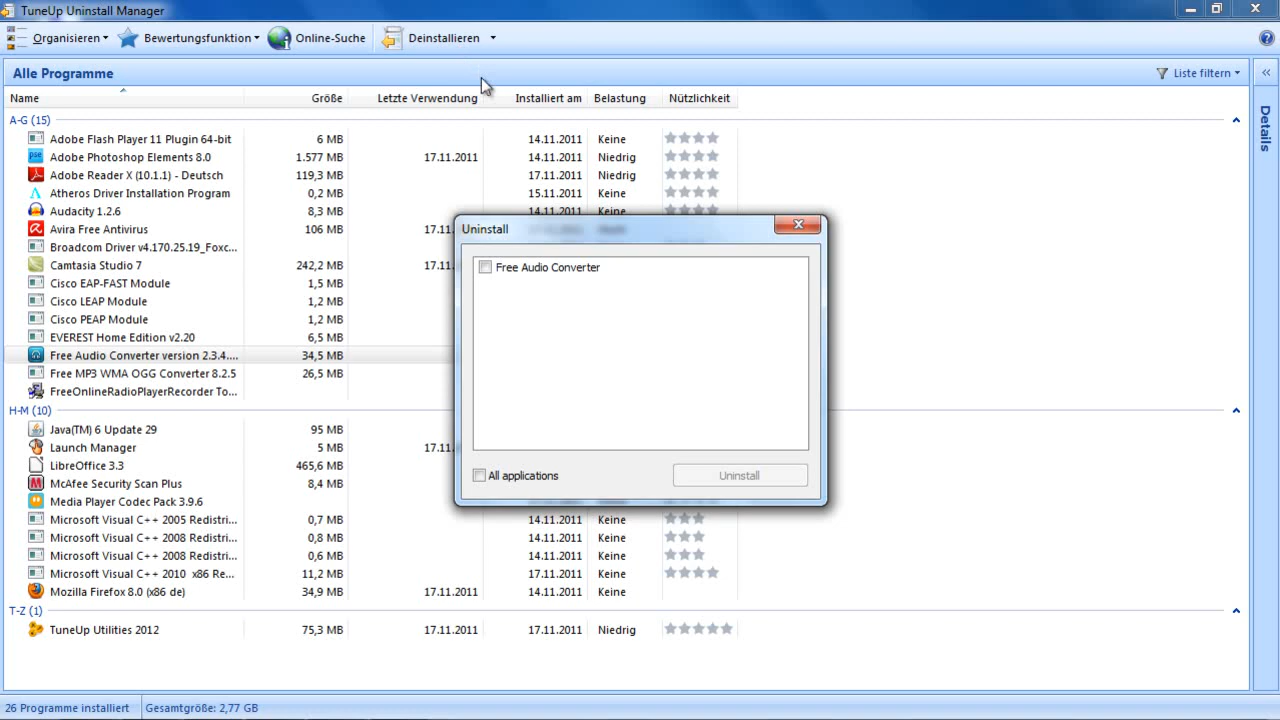 TuneUp Uninstall Manager
Organisieren Bewertungsfunktion Online-Suche Deinstallieren
Alle Programme Liste filtern
Name Größe Letzte Verwendung Installiert am Belastung Nützlichkeit
Details
A-G (15)
Adobe Flash Player 11 Plugin 64-bit 6 MB 14.11.2011 Keine
Adobe Photoshop Elements 8.0 1.577 MB 17.11.2011 14.11.2011 Niedrig
Adobe Reader X (10.1.1) - Deutsch 119,3 MB 17.11.2011 Niedrig
Atheros Driver Installation Program 0,2 MB 15.11.2011 Keine
Audacity 1.2.6 8,3 MB 14.11.2011 Keine
Avira Free Antivirus 106 MB 17.11.
Broadcom Driver v4.170.25.19_Foxc...
Camtasia Studio 7 242,2 MB 17.11.
Cisco EAP-FAST Module 1,5 MB
Cisco LEAP Module 1,2 MB
Cisco PEAP Module 1,2 MB
EVEREST Home Edition v2.20 6,5 MB
Free Audio Converter version 2.3.4.... 34,5 MB
Free MP3 WMA OGG Converter 8.2.5 26,5 MB
FreeOnlineRadioPlayerRecorder To...
Uninstall
Free Audio Converter
All applications Uninstall
H-M (10)
Java(TM) 6 Update 29 95 MB
Launch Manager 5 MB 17.11.
LibreOffice 3.3 465,6 MB
McAfee Security Scan Plus 8,4 MB
Media Player Codec Pack 3.9.6
Microsoft Visual C++ 2005 Redistri... 0,7 MB 14.11.2011 Keine
Microsoft Visual C++ 2008 Redistri... 0,8 MB 14.11.2011 Keine
Microsoft Visual C++ 2008 Redistri... 0,6 MB 14.11.2011 Keine
Microsoft Visual C++ 2010 x86 Re... 11,2 MB 17.11.2011 Keine
Mozilla Firefox 8.0 (x86 de) 34,9 MB 17.11.2011 14.11.2011 Keine
T-Z (1)
TuneUp Utilities 2012 75,3 MB 17.11.2011 17.11.2011 Niedrig
26 Programme installiert Gesamtgröße: 2,77 GB